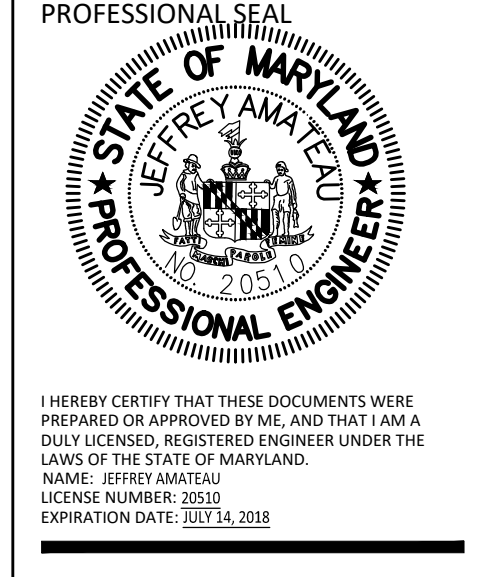 PROFESSIONAL SEAL
STATE OF MARYLAND
JEFFREY AMATEAU
FATTI MASCHI PAROLE FEMINE
NO. 20510
PROFESSIONAL ENGINEER
I HEREBY CERTIFY THAT THESE DOCUMENTS WERE
PREPARED OR APPROVED BY ME, AND THAT I AM A
DULY LICENSED, REGISTERED ENGINEER UNDER THE
LAWS OF THE STATE OF MARYLAND.
NAME: JEFFREY AMATEAU
LICENSE NUMBER: 20510
EXPIRATION DATE: JULY 14, 2018